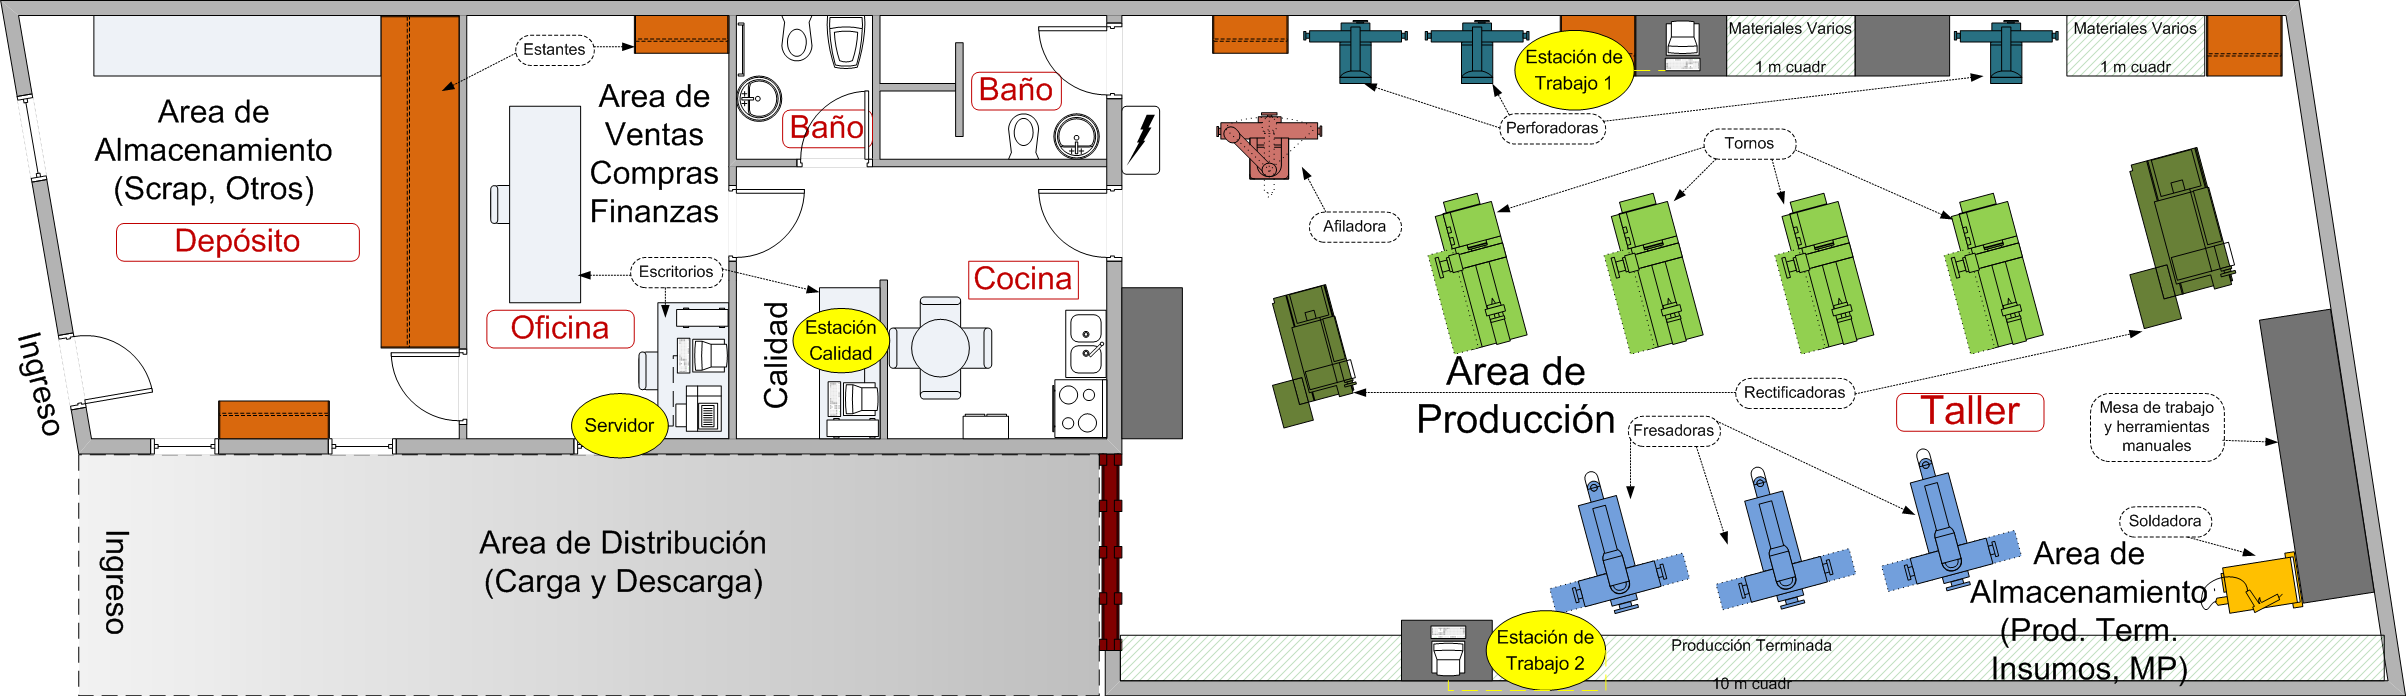 Estantes
Area de
Almacenamiento
(Scrap, Otros)
Depósito
Ingreso
Area de
Ventas
Compras
Finanzas
Escritorios
Oficina
Servidor
Baño
Baño
Cocina
Calidad
Estación
Calidad
Ingreso
Area de Distribución
(Carga y Descarga)
Estación de
Trabajo 1
Materiales Varios
1 m cuadr
Materiales Varios
1 m cuadr
Perforadoras
Tornos
Afiladora
Area de
Producción
Rectificadoras
Taller
Fresadoras
Mesa de trabajo
y herramientas
manuales
Soldadora
Area de
Almacenamiento
(Prod. Term.
Insumos, MP)
Estación de
Trabajo 2
Producción Terminada
10 m cuadr